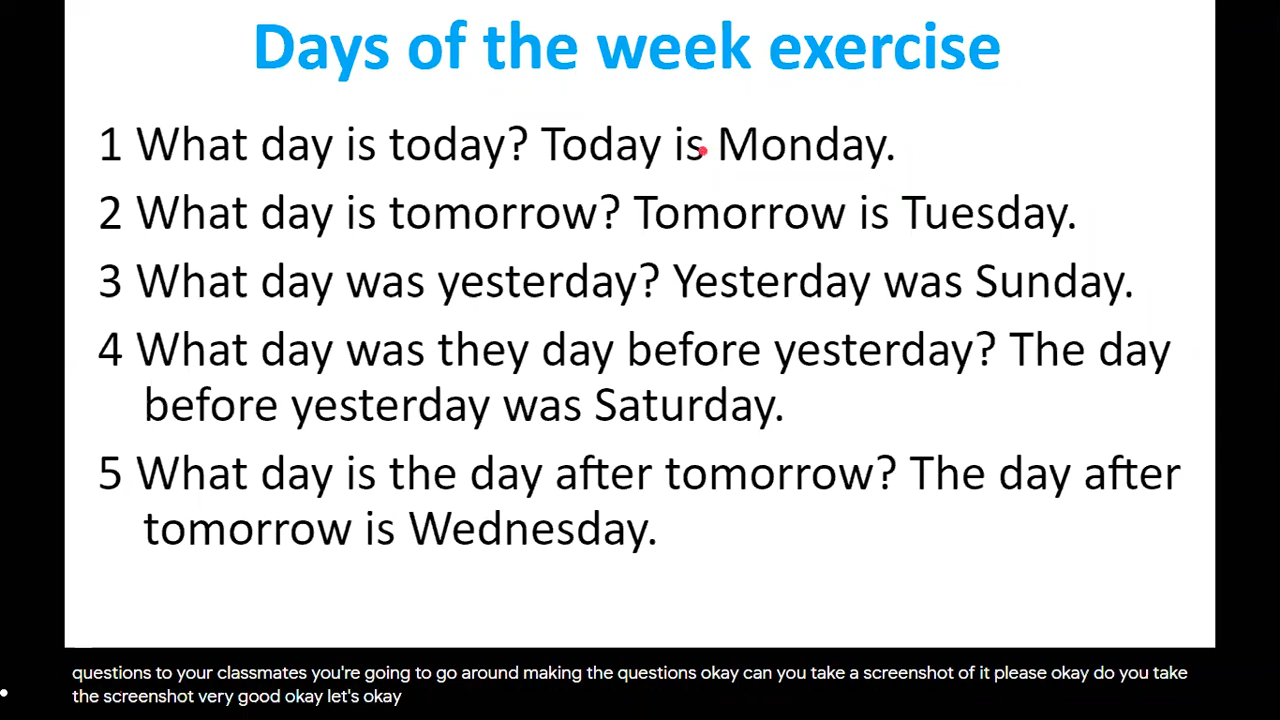 Days of the week exercise
1 What day is today? Today is Monday.
2 What day is tomorrow? Tomorrow is Tuesday.
3 What day was yesterday? Yesterday was Sunday.
4 What day was they day before yesterday? The day
before yesterday was Saturday.
5 What day is the day after tomorrow? The day after
tomorrow is Wednesday.
questions to your classmates you're going to go around making the questions okay can you take a screenshot of it please okay do you take
the screenshot very good okay let's okay